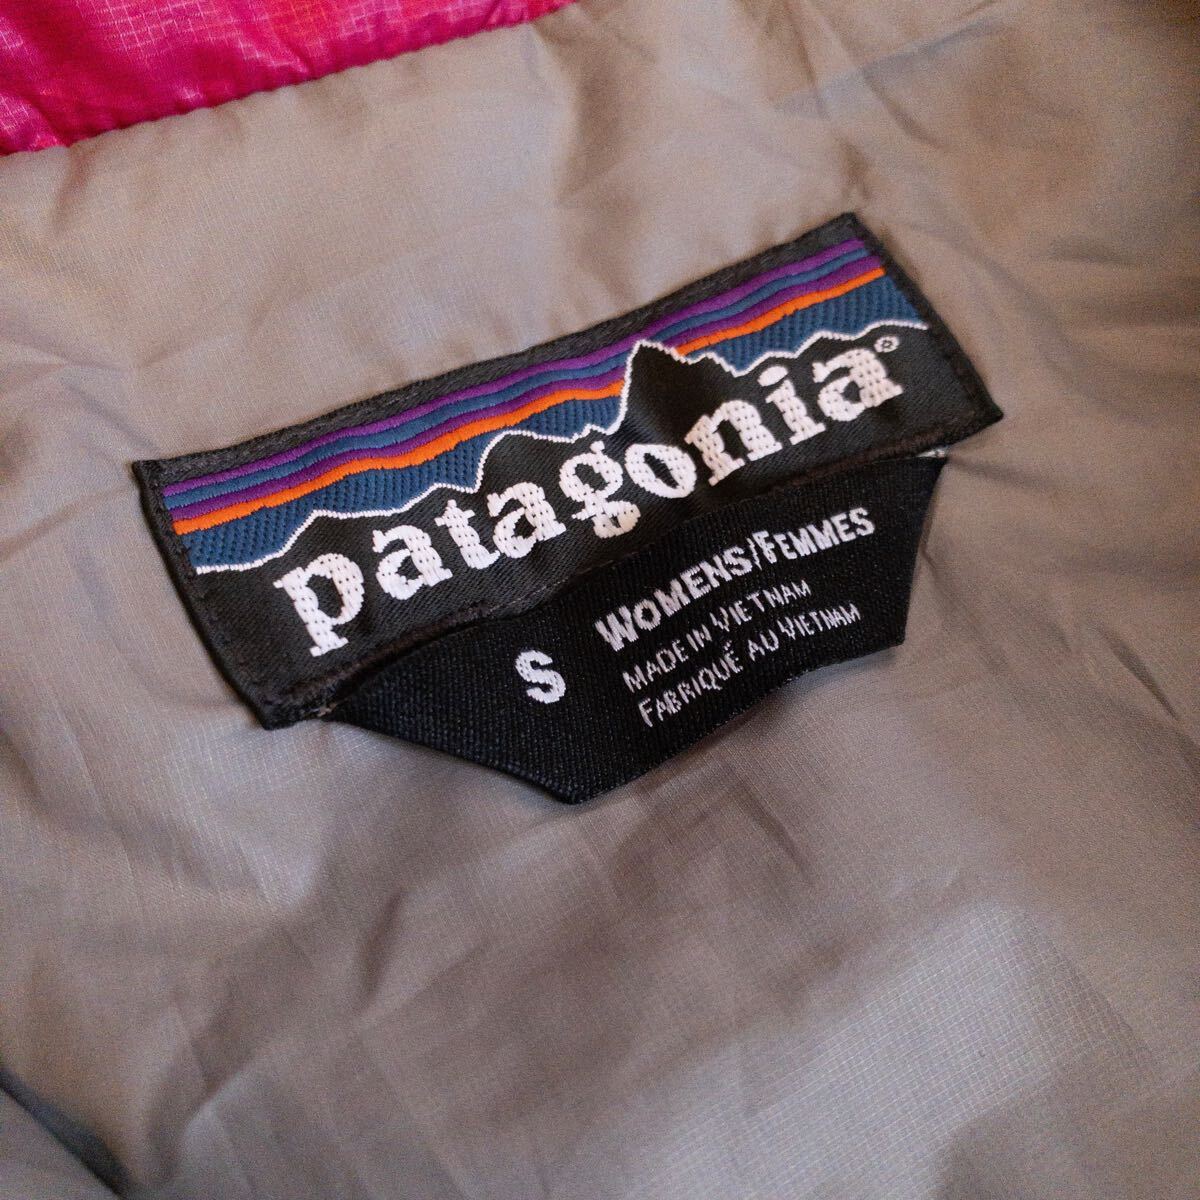 patagonia®
S
WOMENS/FEMMES
MADE IN VIETNAM
FABRIQUÉ AU VIETNAM